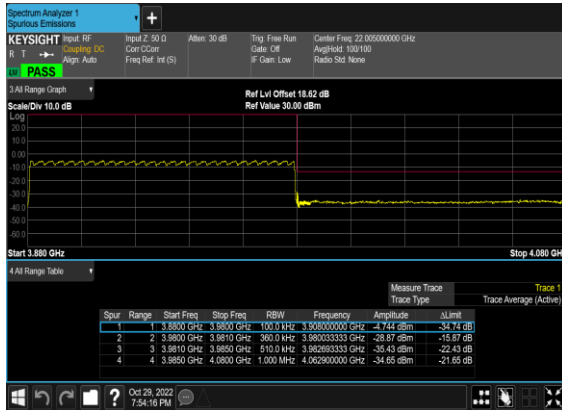 Spectrum Analyzer 1
Spurious Emissions
KEYSIGHT Input: RF Input Z: 50 Ω Atten: 30 dB Trig: Free Run Center Freq: 22.005000000 GHz
R T Coupling: DC Corr CCorr Gate: Off Avg|Hold: 100/100
Align: Auto Freq Ref: Int (S) IF Gain: Low Radio Std: None
LXI PASS
3 All Range Graph
Ref Lvl Offset 18.62 dB
Scale/Div 10.0 dB Ref Value 30.00 dBm
Log
20.0
10.0
0.00
-10.0
-20.0
-30.0
-40.0
-50.0
-60.0
Start 3.880 GHz Stop 4.080 GH
4 All Range Table
Measure Trace Trace 1
Trace Type Trace Average (Active)
Spur Range Start Freq Stop Freq RBW Frequency Amplitude ΔLimit
1 1 3.8800 GHz 3.9800 GHz 100.0 kHz 3.908000000 GHz -4.744 dBm -34.74 dB
2 2 3.9800 GHz 3.9810 GHz 360.0 kHz 3.980033333 GHz -28.87 dBm -15.87 dB
3 3 3.9810 GHz 3.9850 GHz 510.0 kHz 3.982693333 GHz -35.43 dBm -22.43 dB
4 4 3.9850 GHz 4.0800 GHz 1.000 MHz 4.062900000 GHz -34.65 dBm -21.65 dB
Oct 29, 2022
7:54:16 PM